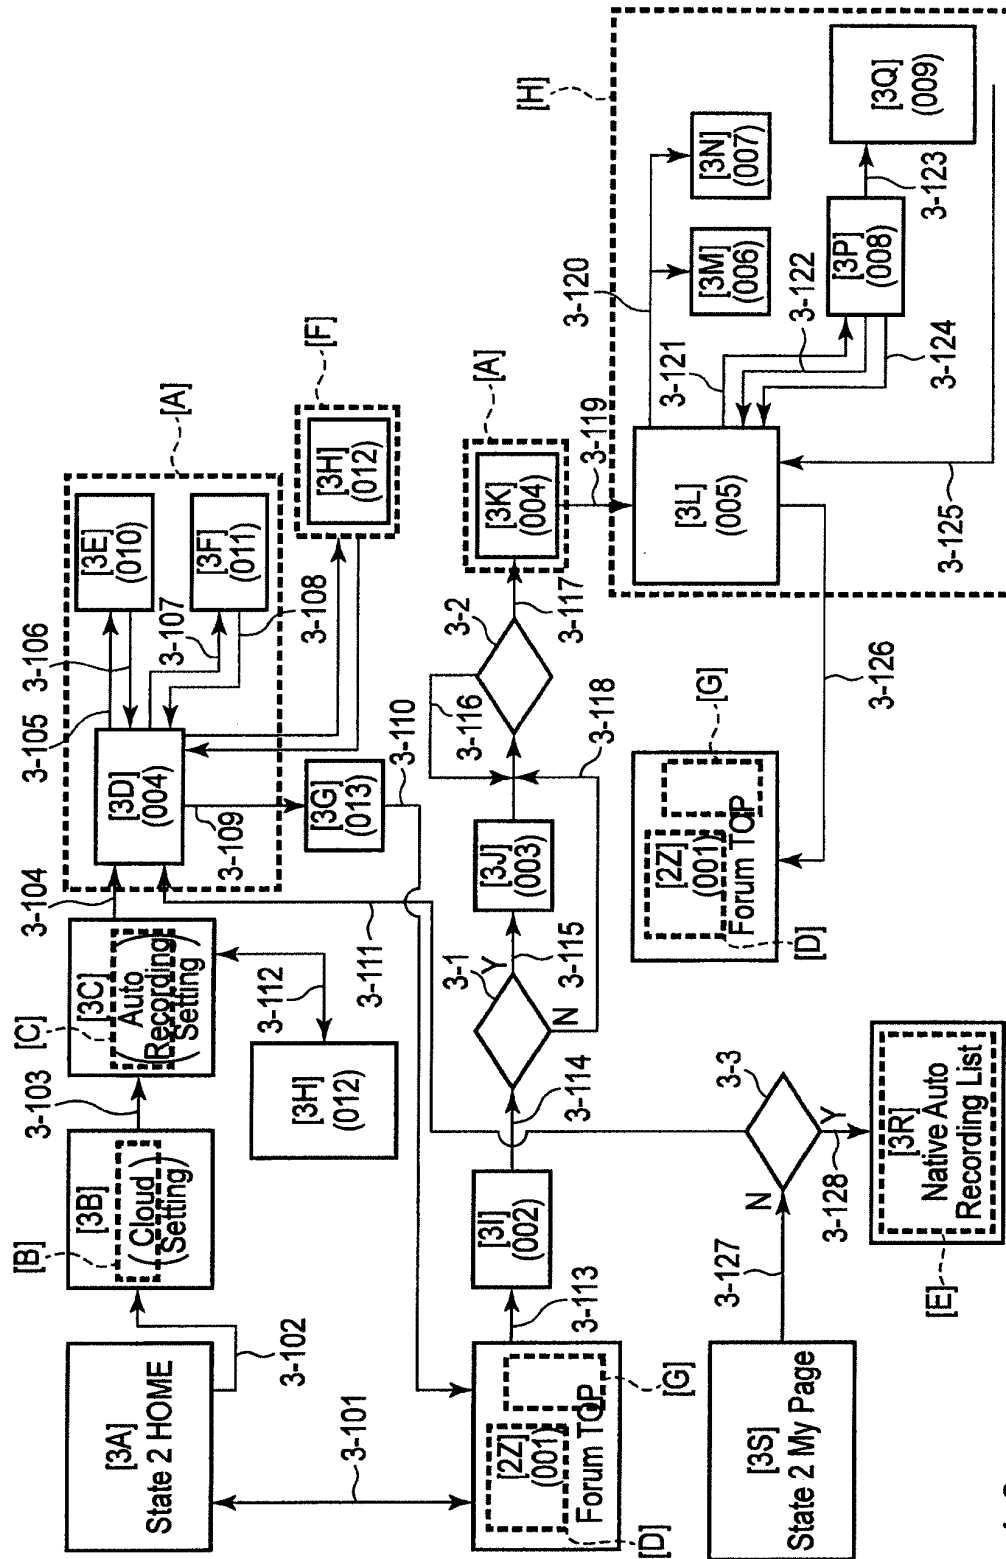 [3A]
State 2 HOME
3-102
[B]
[3B]
(Cloud
Setting)
3-103
[C]
[3C]
(Auto
Recording
Setting)
3-104
[3D]
(004)
3-105
3-106
[3E]
(010)
[A]
3-107
[3F]
(011)
3-108
[F]
[3H]
(012)
3-109
[3G]
(013)
3-110
3-111
3-112
[3H]
(012)
3-101
[2Z]
(001)
Forum TOP
[D]
[G]
3-113
[3I]
(002)
3-114
3-1
Y
N
3-115
[3J]
(003)
3-116
3-118
3-2
3-117
[3K]
(004)
[A]
3-119
[H]
[3L]
(005)
3-120
[3M]
(006)
[3N]
(007)
3-121
3-122
[3P]
(008)
3-123
[3Q]
(009)
3-124
3-125
3-126
[2Z]
(001)
Forum TOP
[D]
[G]
[3S]
State 2 My Page
3-127
3-3
N
Y
3-128
[3R]
Native Auto
Recording List
[E]